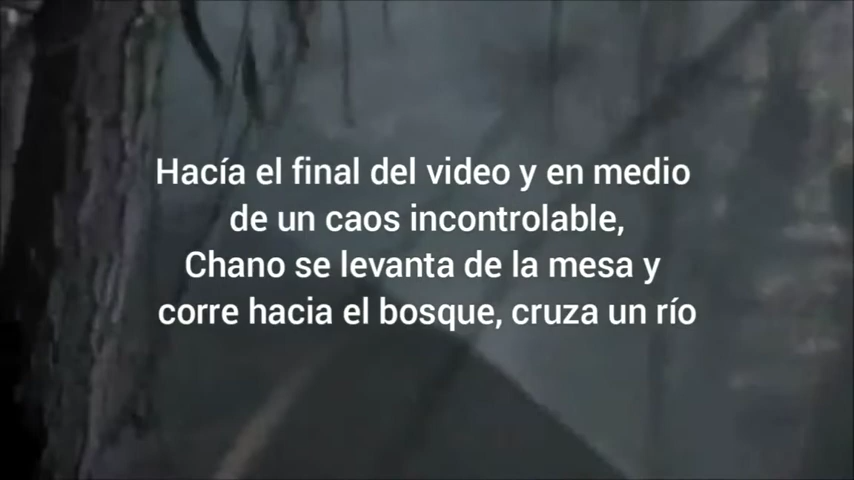 Hacía el final del video y en medio
de un caos incontrolable,
Chano se levanta de la mesa y
corre hacia el bosque, cruza un río